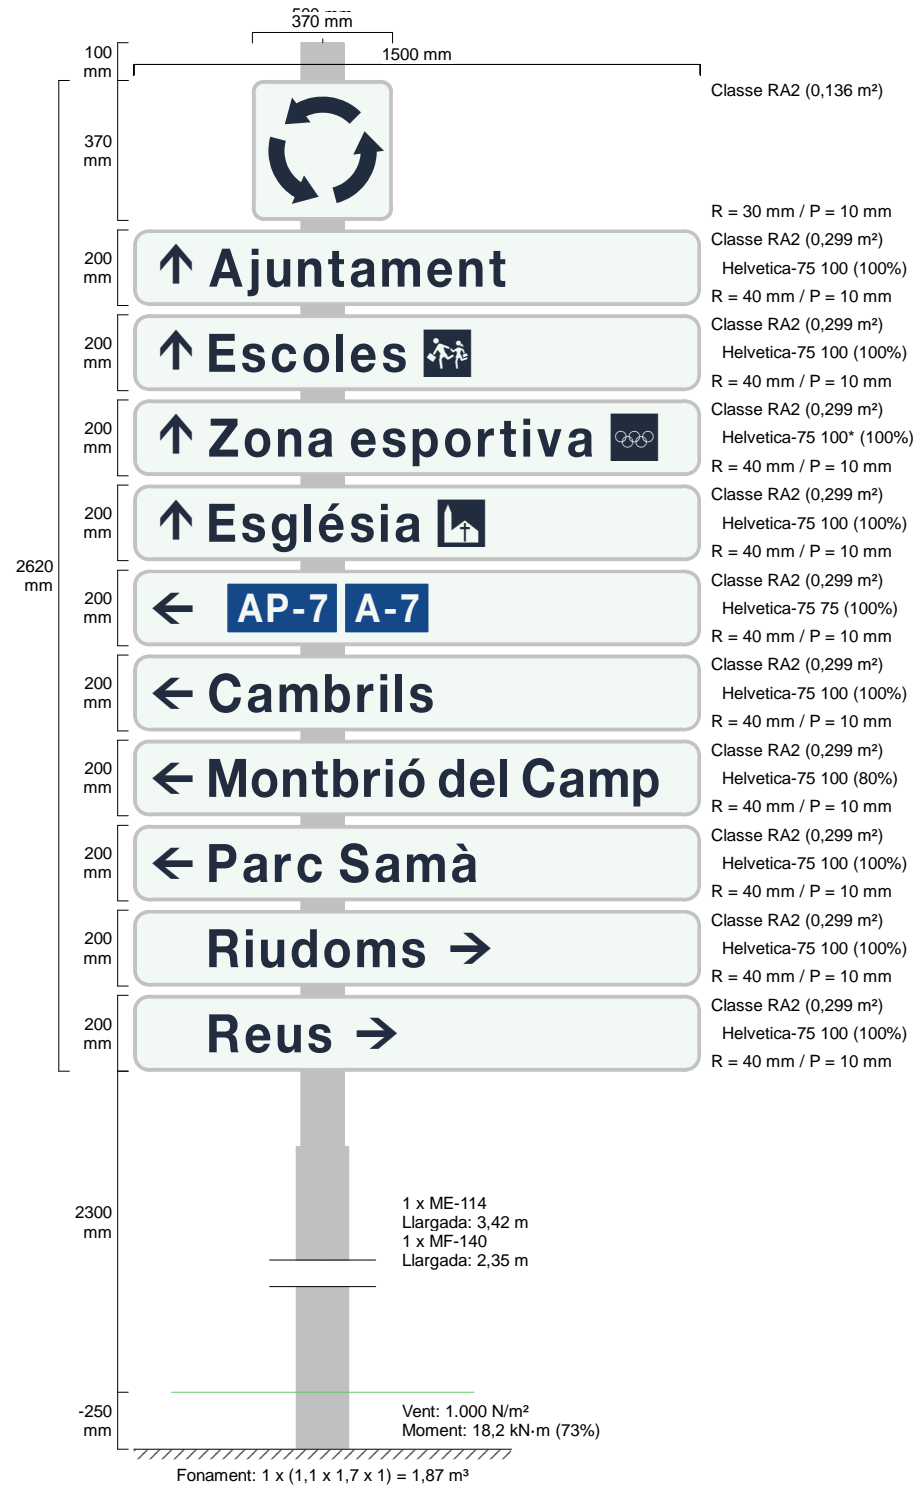 370 mm
1500 mm
100
mm
Classe RA2 (0,136 m²)
370
mm
R = 30 mm / P = 10 mm
200
mm
Ajuntament
Classe RA2 (0,299 m²)
Helvetica-75 100 (100%)
R = 40 mm / P = 10 mm
200
mm
Escoles
Classe RA2 (0,299 m²)
Helvetica-75 100 (100%)
R = 40 mm / P = 10 mm
200
mm
Zona esportiva
Classe RA2 (0,299 m²)
Helvetica-75 100* (100%)
R = 40 mm / P = 10 mm
200
mm
Església
Classe RA2 (0,299 m²)
Helvetica-75 100 (100%)
R = 40 mm / P = 10 mm
2620
mm
200
mm
AP-7 A-7
Classe RA2 (0,299 m²)
Helvetica-75 75 (100%)
R = 40 mm / P = 10 mm
200
mm
Cambrils
Classe RA2 (0,299 m²)
Helvetica-75 100 (100%)
R = 40 mm / P = 10 mm
200
mm
Montbrió del Camp
Classe RA2 (0,299 m²)
Helvetica-75 100 (80%)
R = 40 mm / P = 10 mm
200
mm
Parc Samà
Classe RA2 (0,299 m²)
Helvetica-75 100 (100%)
R = 40 mm / P = 10 mm
200
mm
Riudoms
Classe RA2 (0,299 m²)
Helvetica-75 100 (100%)
R = 40 mm / P = 10 mm
200
mm
Reus
Classe RA2 (0,299 m²)
Helvetica-75 100 (100%)
R = 40 mm / P = 10 mm
2300
mm
1 x ME-114
Llargada: 3,42 m
1 x MF-140
Llargada: 2,35 m
-250
mm
Vent: 1.000 N/m²
Moment: 18,2 kN·m (73%)
Fonament: 1 x (1,1 x 1,7 x 1) = 1,87 m³